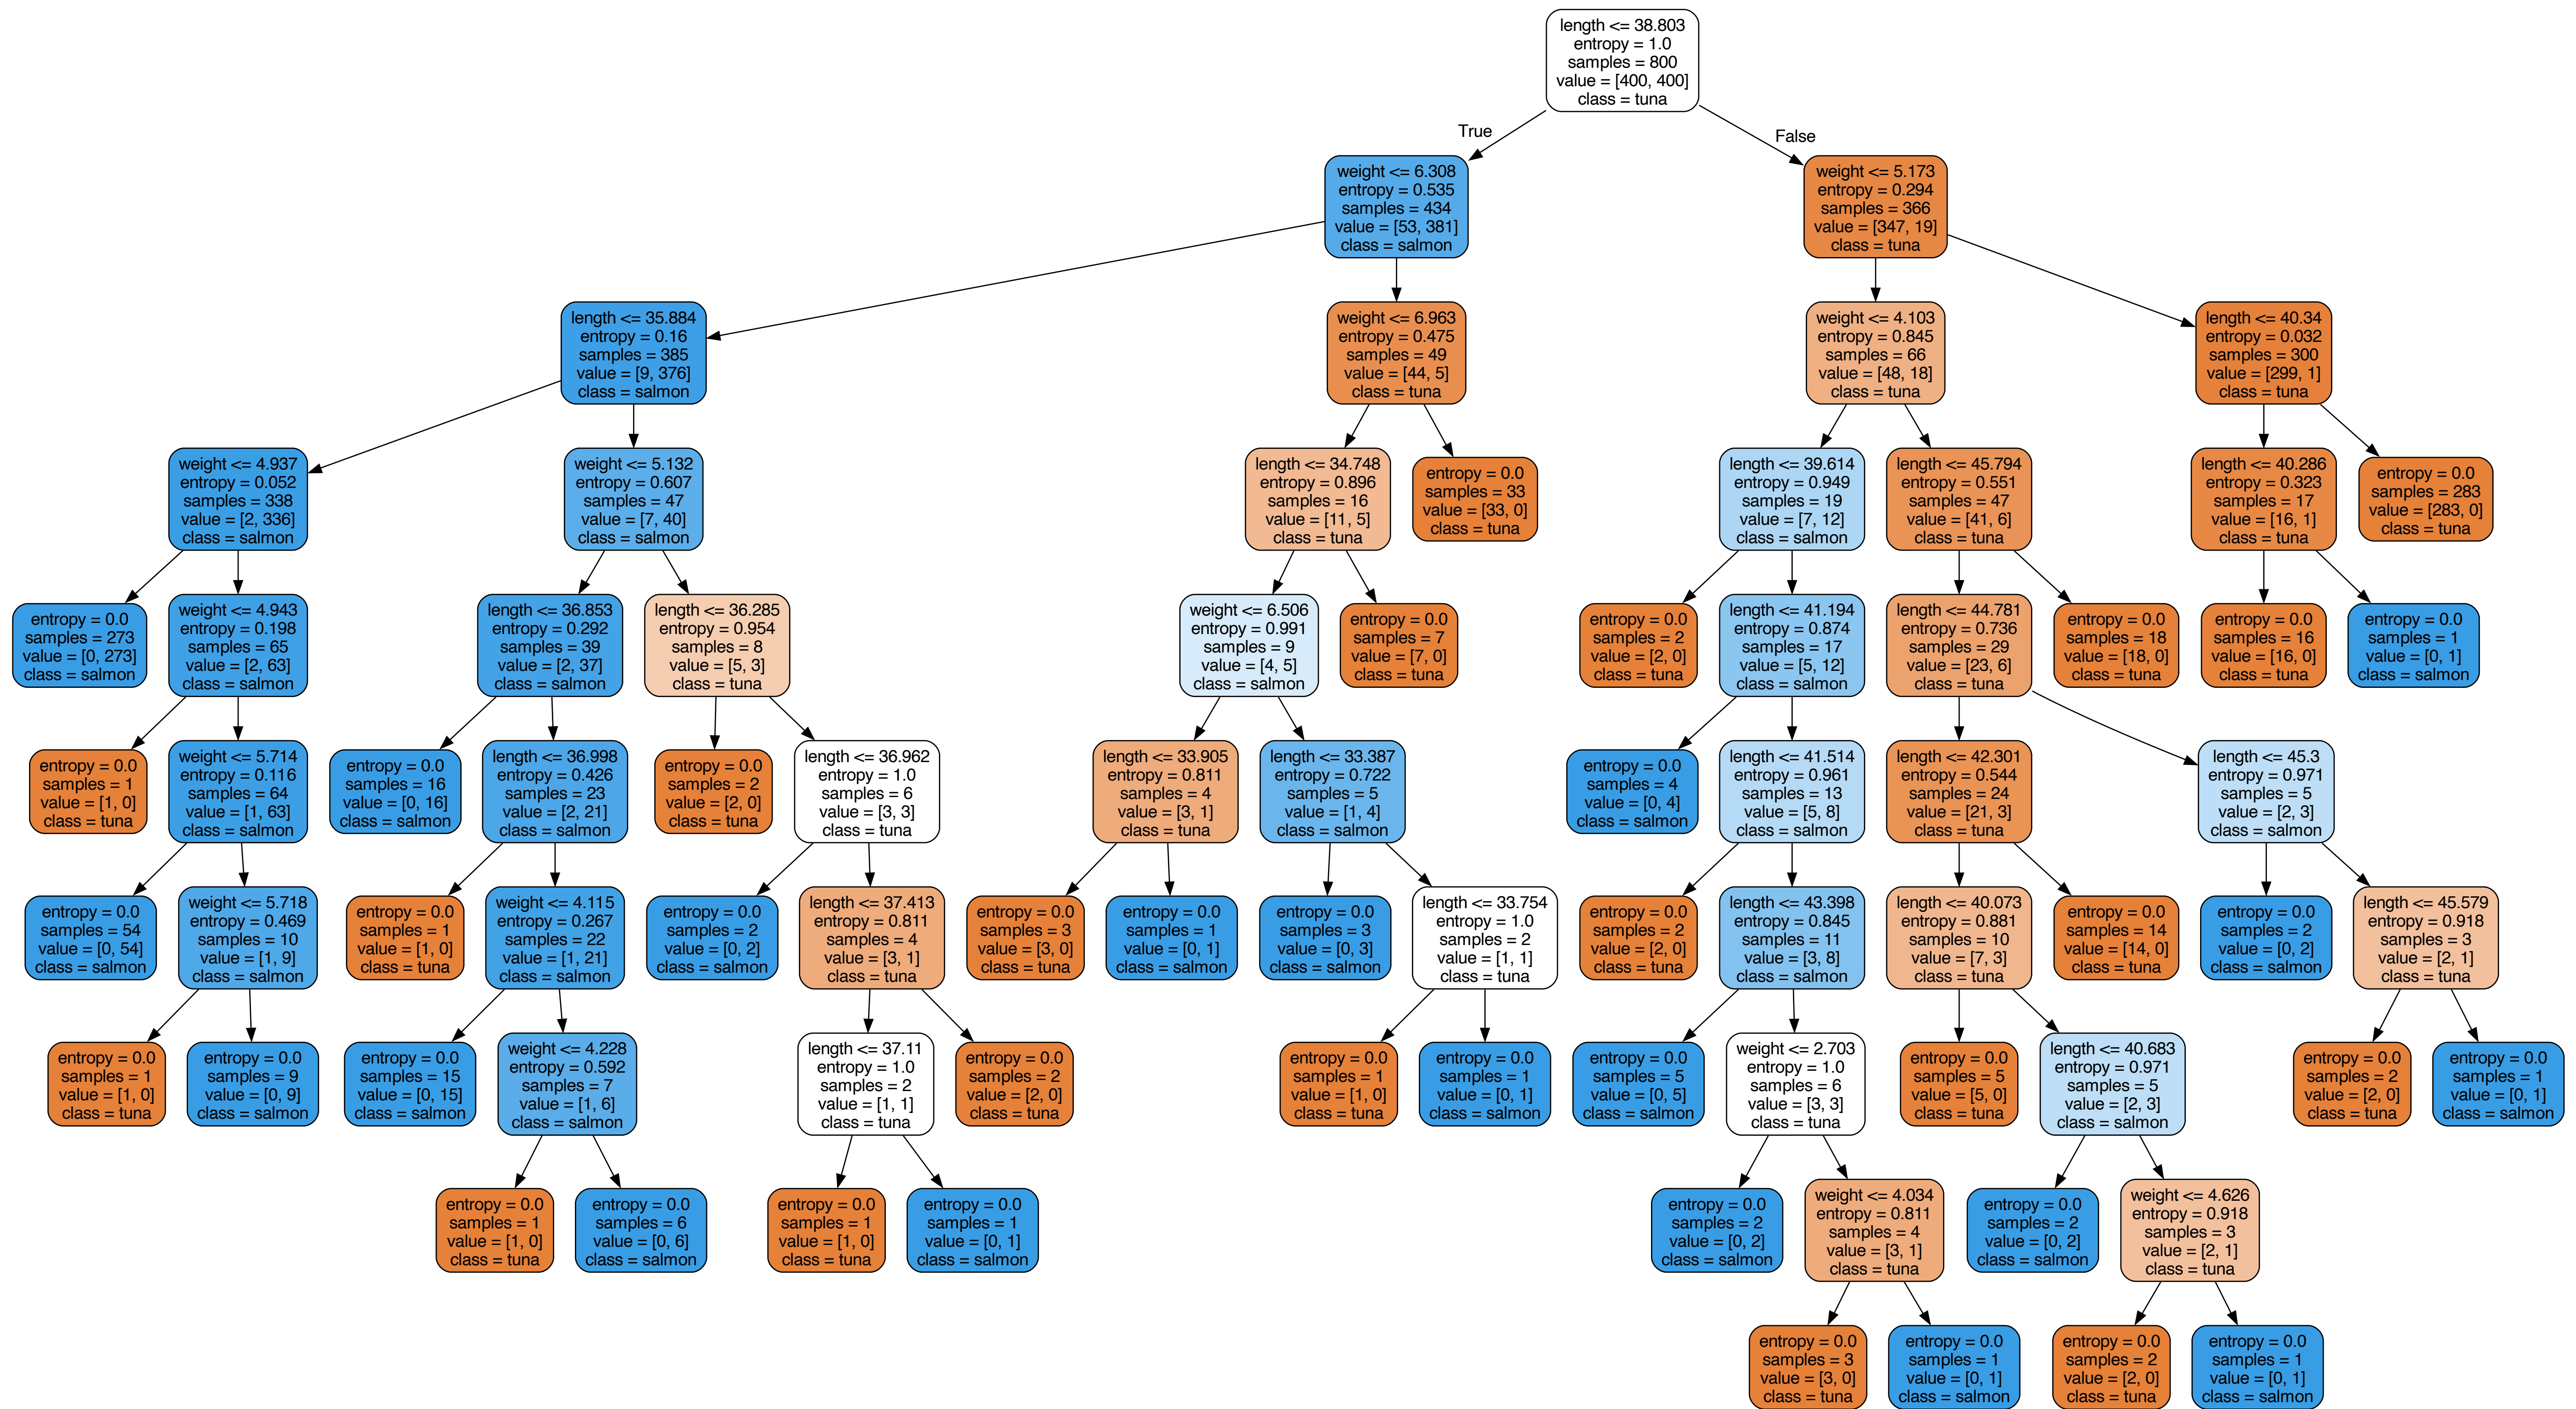 length <= 38.803
entropy = 1.0
samples = 800
value = [400, 400]
class = tuna
True
False
weight <= 6.308
entropy = 0.535
samples = 434
value = [53, 381]
class = salmon
weight <= 5.173
entropy = 0.294
samples = 366
value = [347, 19]
class = tuna
length <= 35.884
entropy = 0.16
samples = 385
value = [9, 376]
class = salmon
weight <= 6.963
entropy = 0.475
samples = 49
value = [44, 5]
class = tuna
weight <= 4.103
entropy = 0.845
samples = 66
value = [48, 18]
class = tuna
length <= 40.34
entropy = 0.032
samples = 300
value = [299, 1]
class = tuna
weight <= 4.937
entropy = 0.052
samples = 338
value = [2, 336]
class = salmon
weight <= 5.132
entropy = 0.607
samples = 47
value = [7, 40]
class = salmon
length <= 34.748
entropy = 0.896
samples = 16
value = [11, 5]
class = tuna
entropy = 0.0
samples = 33
value = [33, 0]
class = tuna
length <= 39.614
entropy = 0.949
samples = 19
value = [7, 12]
class = salmon
length <= 45.794
entropy = 0.551
samples = 47
value = [41, 6]
class = tuna
length <= 40.286
entropy = 0.323
samples = 17
value = [16, 1]
class = tuna
entropy = 0.0
samples = 283
value = [283, 0]
class = tuna
entropy = 0.0
samples = 273
value = [0, 273]
class = salmon
weight <= 4.943
entropy = 0.198
samples = 65
value = [2, 63]
class = salmon
length <= 36.853
entropy = 0.292
samples = 39
value = [2, 37]
class = salmon
length <= 36.285
entropy = 0.954
samples = 8
value = [5, 3]
class = tuna
weight <= 6.506
entropy = 0.991
samples = 9
value = [4, 5]
class = salmon
entropy = 0.0
samples = 7
value = [7, 0]
class = tuna
entropy = 0.0
samples = 2
value = [2, 0]
class = tuna
length <= 41.194
entropy = 0.874
samples = 17
value = [5, 12]
class = salmon
length <= 44.781
entropy = 0.736
samples = 29
value = [23, 6]
class = tuna
entropy = 0.0
samples = 18
value = [18, 0]
class = tuna
entropy = 0.0
samples = 16
value = [16, 0]
class = tuna
entropy = 0.0
samples = 1
value = [0, 1]
class = salmon
entropy = 0.0
samples = 1
value = [1, 0]
class = tuna
weight <= 5.714
entropy = 0.116
samples = 64
value = [1, 63]
class = salmon
entropy = 0.0
samples = 16
value = [0, 16]
class = salmon
length <= 36.998
entropy = 0.426
samples = 23
value = [2, 21]
class = salmon
entropy = 0.0
samples = 2
value = [2, 0]
class = tuna
length <= 36.962
entropy = 1.0
samples = 6
value = [3, 3]
class = tuna
length <= 33.905
entropy = 0.811
samples = 4
value = [3, 1]
class = tuna
length <= 33.387
entropy = 0.722
samples = 5
value = [1, 4]
class = salmon
entropy = 0.0
samples = 4
value = [0, 4]
class = salmon
length <= 41.514
entropy = 0.961
samples = 13
value = [5, 8]
class = salmon
length <= 42.301
entropy = 0.544
samples = 24
value = [21, 3]
class = tuna
length <= 45.3
entropy = 0.971
samples = 5
value = [2, 3]
class = salmon
entropy = 0.0
samples = 54
value = [0, 54]
class = salmon
weight <= 5.718
entropy = 0.469
samples = 10
value = [1, 9]
class = salmon
entropy = 0.0
samples = 1
value = [1, 0]
class = tuna
weight <= 4.115
entropy = 0.267
samples = 22
value = [1, 21]
class = salmon
entropy = 0.0
samples = 2
value = [0, 2]
class = salmon
length <= 37.413
entropy = 0.811
samples = 4
value = [3, 1]
class = tuna
entropy = 0.0
samples = 3
value = [3, 0]
class = tuna
entropy = 0.0
samples = 1
value = [0, 1]
class = salmon
entropy = 0.0
samples = 3
value = [0, 3]
class = salmon
length <= 33.754
entropy = 1.0
samples = 2
value = [1, 1]
class = tuna
entropy = 0.0
samples = 2
value = [2, 0]
class = tuna
length <= 43.398
entropy = 0.845
samples = 11
value = [3, 8]
class = salmon
length <= 40.073
entropy = 0.881
samples = 10
value = [7, 3]
class = tuna
entropy = 0.0
samples = 14
value = [14, 0]
class = tuna
entropy = 0.0
samples = 2
value = [0, 2]
class = salmon
length <= 45.579
entropy = 0.918
samples = 3
value = [2, 1]
class = tuna
entropy = 0.0
samples = 1
value = [1, 0]
class = tuna
entropy = 0.0
samples = 9
value = [0, 9]
class = salmon
entropy = 0.0
samples = 15
value = [0, 15]
class = salmon
weight <= 4.228
entropy = 0.592
samples = 7
value = [1, 6]
class = salmon
length <= 37.11
entropy = 1.0
samples = 2
value = [1, 1]
class = tuna
entropy = 0.0
samples = 2
value = [2, 0]
class = tuna
entropy = 0.0
samples = 1
value = [1, 0]
class = tuna
entropy = 0.0
samples = 1
value = [0, 1]
class = salmon
entropy = 0.0
samples = 5
value = [0, 5]
class = salmon
weight <= 2.703
entropy = 1.0
samples = 6
value = [3, 3]
class = tuna
entropy = 0.0
samples = 5
value = [5, 0]
class = tuna
length <= 40.683
entropy = 0.971
samples = 5
value = [2, 3]
class = salmon
entropy = 0.0
samples = 2
value = [2, 0]
class = tuna
entropy = 0.0
samples = 1
value = [0, 1]
class = salmon
entropy = 0.0
samples = 1
value = [1, 0]
class = tuna
entropy = 0.0
samples = 6
value = [0, 6]
class = salmon
entropy = 0.0
samples = 1
value = [1, 0]
class = tuna
entropy = 0.0
samples = 1
value = [0, 1]
class = salmon
entropy = 0.0
samples = 2
value = [0, 2]
class = salmon
weight <= 4.034
entropy = 0.811
samples = 4
value = [3, 1]
class = tuna
entropy = 0.0
samples = 2
value = [0, 2]
class = salmon
weight <= 4.626
entropy = 0.918
samples = 3
value = [2, 1]
class = tuna
entropy = 0.0
samples = 3
value = [3, 0]
class = tuna
entropy = 0.0
samples = 1
value = [0, 1]
class = salmon
entropy = 0.0
samples = 2
value = [2, 0]
class = tuna
entropy = 0.0
samples = 1
value = [0, 1]
class = salmon